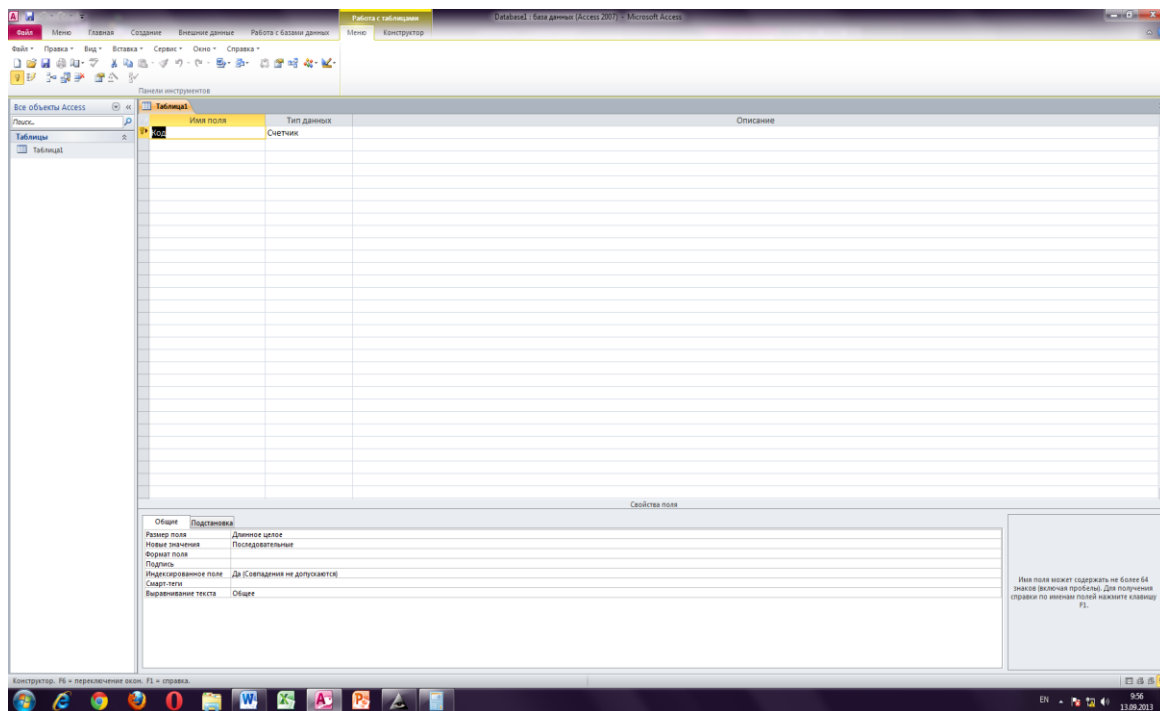 Работа с таблицами Database1 : база данных (Access 2007) - Microsoft Access
Файл Меню Главная Создание Внешние данные Работа с базами данных Меню Конструктор
Файл Правка Вид Вставка Сервис Окно Справка
Панели инструментов
Все объекты Access Таблица1
Поиск... Имя поля Тип данных Описание
Таблицы Код Счетчик
Таблица1
Свойства поля
Общие Подстановка
Размер поля Длинное целое
Новые значения Последовательные
Формат поля
Подпись
Индексированное поле Да (Совпадения не допускаются)
Смарт-теги
Выравнивание текста Общее
Имя поля может содержать не более 64
знаков (включая пробелы). Для получения
справки по именам полей нажмите клавишу
F1.
Конструктор. F6 = переключение окон. F1 = справка.
EN 9:56
13.09.2013